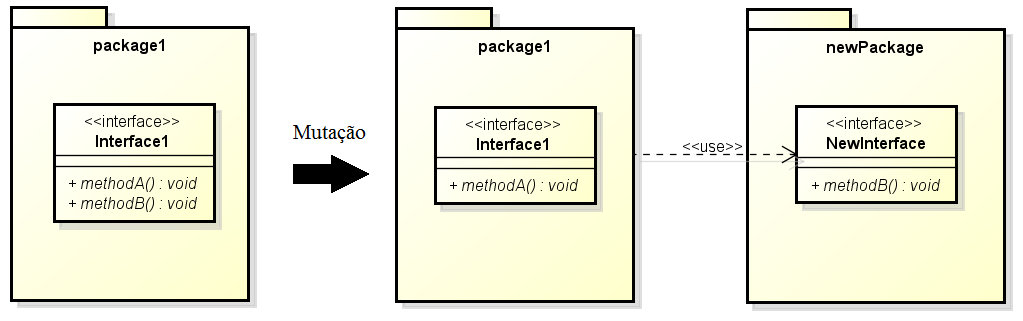 package1
<<interface>>
Interface1
+ methodA() : void
+ methodB() : void
Mutação
package1
<<interface>>
Interface1
+ methodA() : void
<<use>>
newPackage
<<interface>>
NewInterface
+ methodB() : void